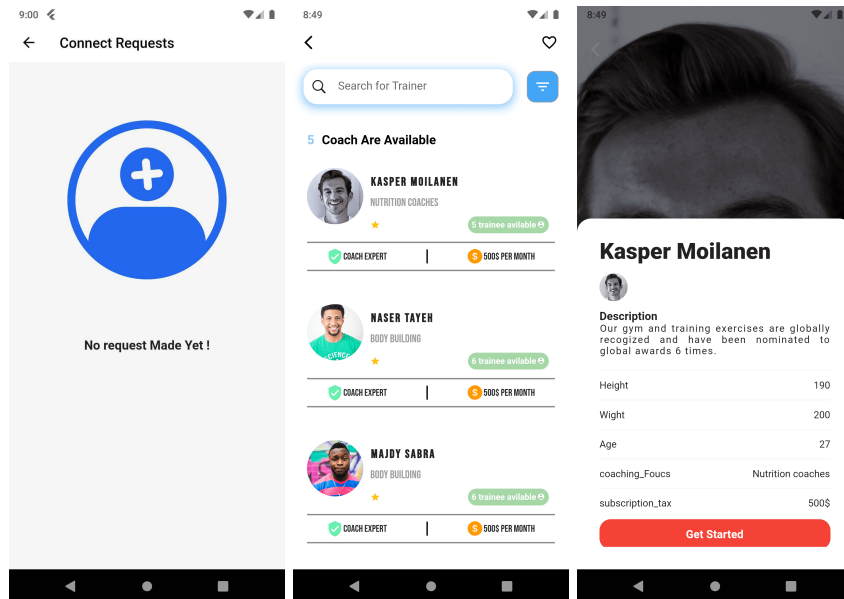 9:00
Connect Requests
No request Made Yet !
8:49
Search for Trainer
5 Coach Are Available
KASPER MOILANEN
NUTRITION COACHES
5 trainee avilable
COACH EXPERT
500$ PER MONTH
NASER TAYEH
BODY BUILDING
6 trainee avilable
COACH EXPERT
500$ PER MONTH
MAJDY SABRA
BODY BUILDING
6 trainee avilable
COACH EXPERT
500$ PER MONTH
8:49
Kasper Moilanen
Description
Our gym and training exercises are globally
recogized and have been nominated to
global awards 6 times.
Height 190
Wight 200
Age 27
coaching_Foucs Nutrition coaches
subscription_tax 500$
Get Started